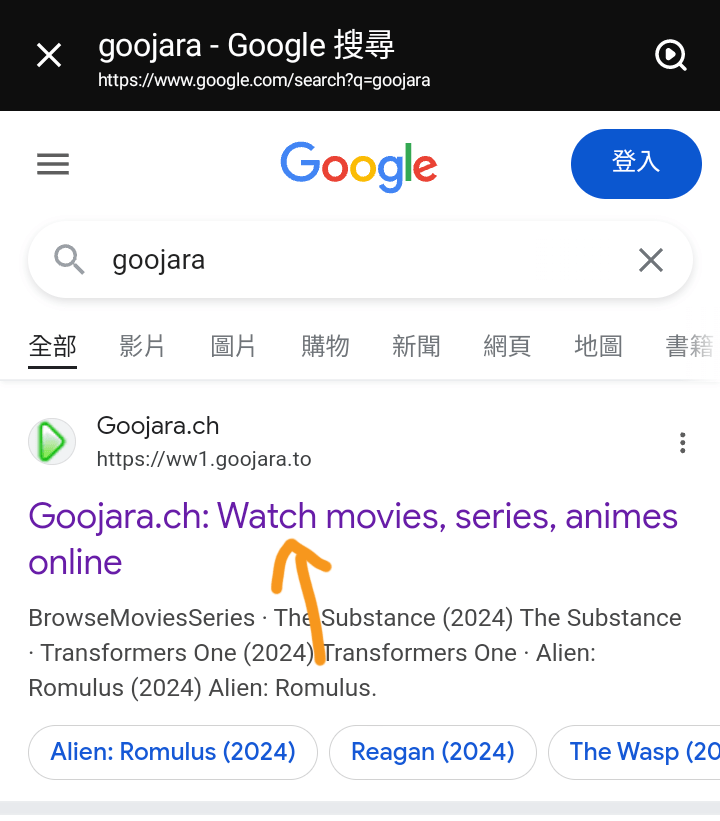 goojara - Google 搜尋
https://www.google.com/search?q=goojara
Google
登入
goojara
全部 影片 圖片 購物 新聞 網頁 地圖 書籍
Goojara.ch
https://ww1.goojara.to
Goojara.ch: Watch movies, series, animes
online
BrowseMoviesSeries · The Substance (2024) The Substance
· Transformers One (2024) Transformers One · Alien:
Romulus (2024) Alien: Romulus.
Alien: Romulus (2024) Reagan (2024) The Wasp (20